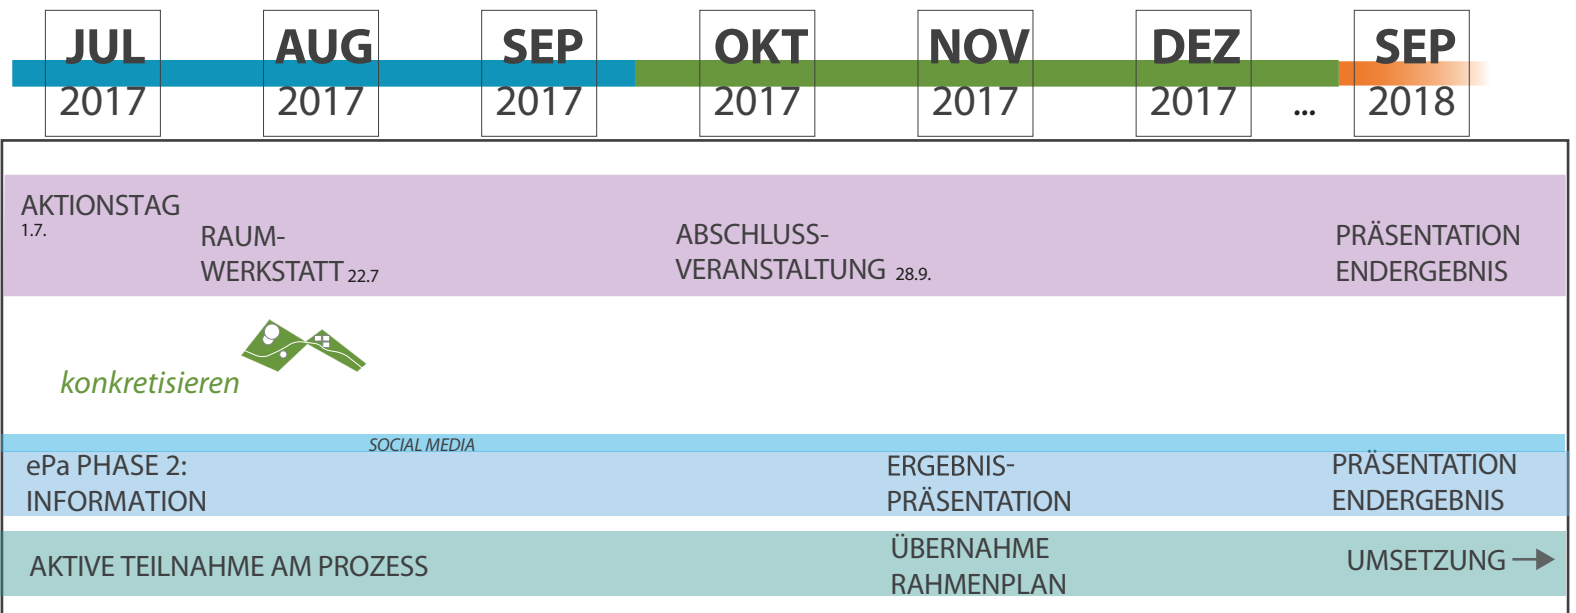 JUL AUG SEP OKT NOV DEZ SEP
2017 2017 2017 2017 2017 2017 ... 2018
AKTIONSTAG
1.7.
RAUM-
WERKSTATT 22.7
ABSCHLUSS-
VERANSTALTUNG 28.9.
PRÄSENTATION
ENDERGEBNIS
konkretisieren
SOCIAL MEDIA
ePa PHASE 2:
INFORMATION
ERGEBNIS-
PRÄSENTATION
PRÄSENTATION
ENDERGEBNIS
AKTIVE TEILNAHME AM PROZESS
ÜBERNAHME
RAHMENPLAN
UMSETZUNG